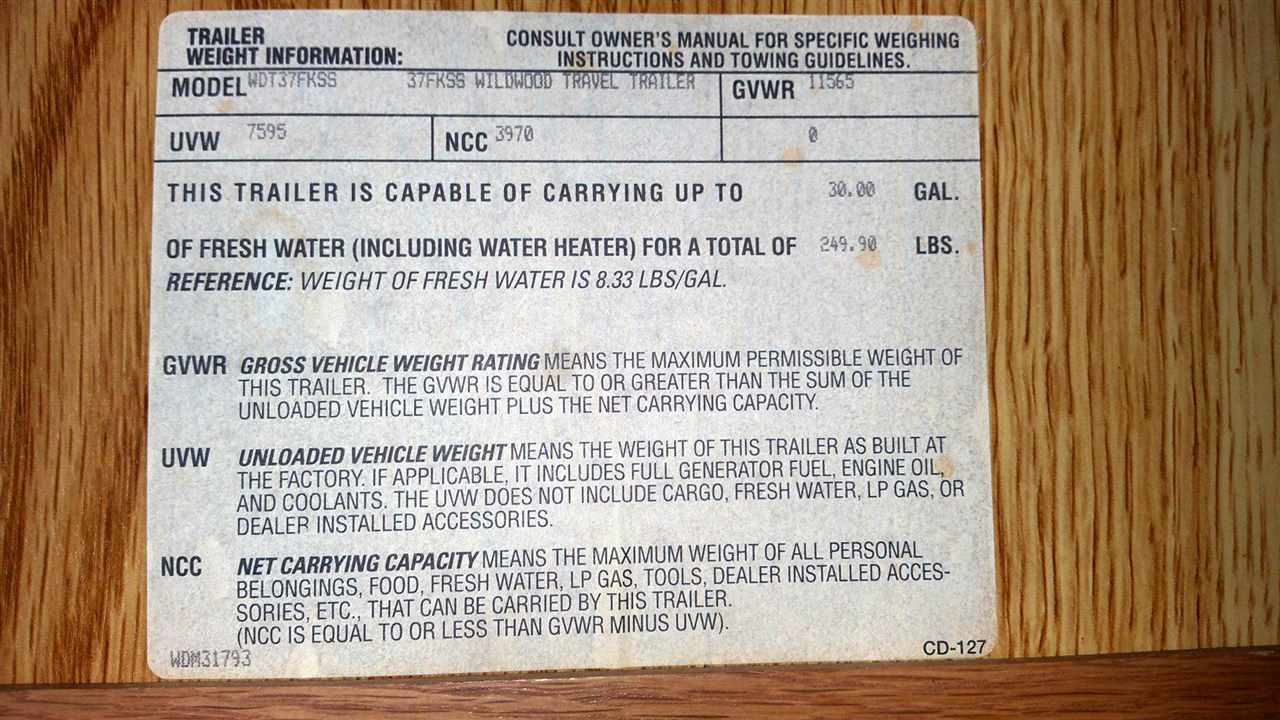 TRAILER
WEIGHT INFORMATION:
CONSULT OWNER'S MANUAL FOR SPECIFIC WEIGHING
INSTRUCTIONS AND TOWING GUIDELINES.
MODEL WDT37FKSS 37FKSS WILDWOOD TRAVEL TRAILER GVWR 11565
UVW 7595 NCC 3970 0
THIS TRAILER IS CAPABLE OF CARRYING UP TO 30.00 GAL.
OF FRESH WATER (INCLUDING WATER HEATER) FOR A TOTAL OF 249.90 LBS.
REFERENCE: WEIGHT OF FRESH WATER IS 8.33 LBS/GAL.
GVWR GROSS VEHICLE WEIGHT RATING MEANS THE MAXIMUM PERMISSIBLE WEIGHT OF
THIS TRAILER. THE GVWR IS EQUAL TO OR GREATER THAN THE SUM OF THE
UNLOADED VEHICLE WEIGHT PLUS THE NET CARRYING CAPACITY.
UVW UNLOADED VEHICLE WEIGHT MEANS THE WEIGHT OF THIS TRAILER AS BUILT AT
THE FACTORY. IF APPLICABLE, IT INCLUDES FULL GENERATOR FUEL, ENGINE OIL,
AND COOLANTS. THE UVW DOES NOT INCLUDE CARGO, FRESH WATER, LP GAS, OR
DEALER INSTALLED ACCESSORIES.
NCC NET CARRYING CAPACITY MEANS THE MAXIMUM WEIGHT OF ALL PERSONAL
BELONGINGS, FOOD, FRESH WATER, LP GAS, TOOLS, DEALER INSTALLED ACCES-
SORIES, ETC., THAT CAN BE CARRIED BY THIS TRAILER.
(NCC IS EQUAL TO OR LESS THAN GVWR MINUS UVW).
WDM31793 CD-127